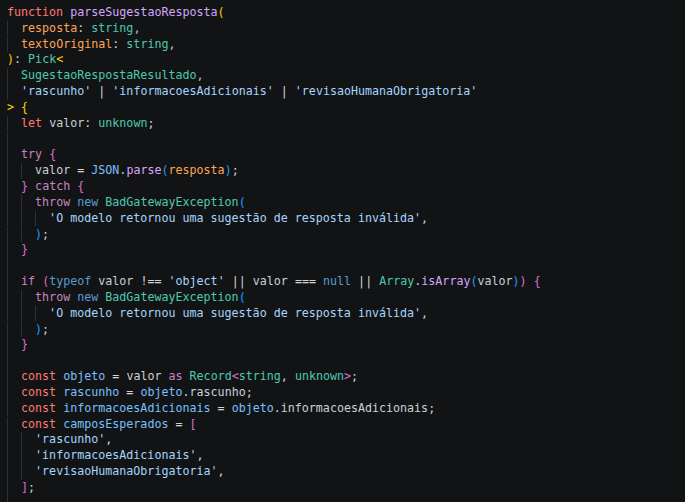 function parseSugestaoResposta(
  resposta: string,
  textoOriginal: string,
): Pick<
  SugestaoRespostaResultado,
  'rascunho' | 'informacoesAdicionais' | 'revisaoHumanaObrigatoria'
> {
  let valor: unknown;

  try {
    valor = JSON.parse(resposta);
  } catch {
    throw new BadGatewayException(
      'O modelo retornou uma sugestão de resposta inválida',
    );
  }

  if (typeof valor !== 'object' || valor === null || Array.isArray(valor)) {
    throw new BadGatewayException(
      'O modelo retornou uma sugestão de resposta inválida',
    );
  }

  const objeto = valor as Record<string, unknown>;
  const rascunho = objeto.rascunho;
  const informacoesAdicionais = objeto.informacoesAdicionais;
  const camposEsperados = [
    'rascunho',
    'informacoesAdicionais',
    'revisaoHumanaObrigatoria',
  ];